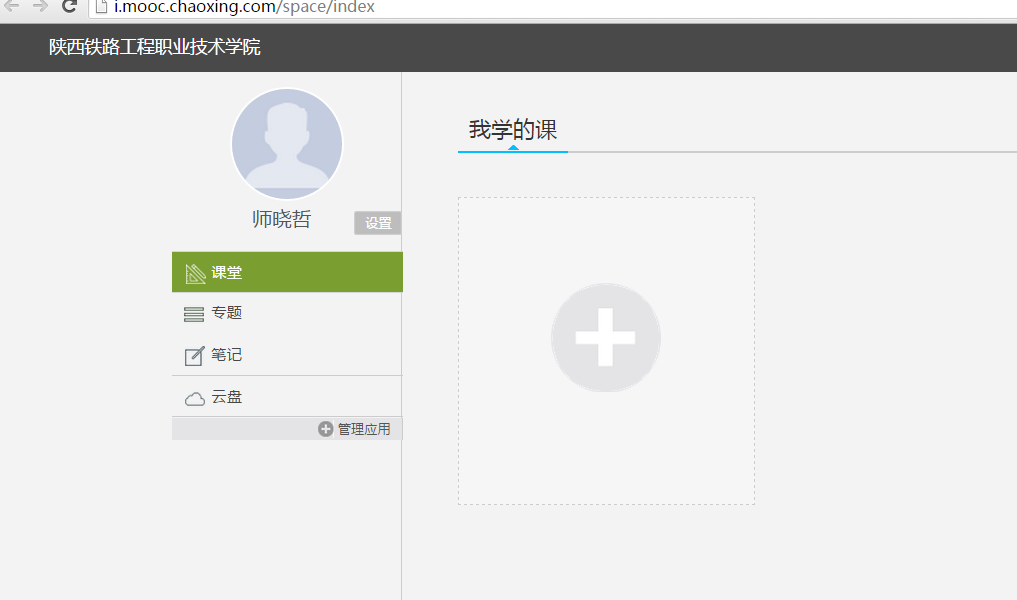 i.mooc.chaoxing.com/space/index
陕西铁路工程职业技术学院
师晓哲
设置
课堂
专题
笔记
云盘
管理应用
我学的课